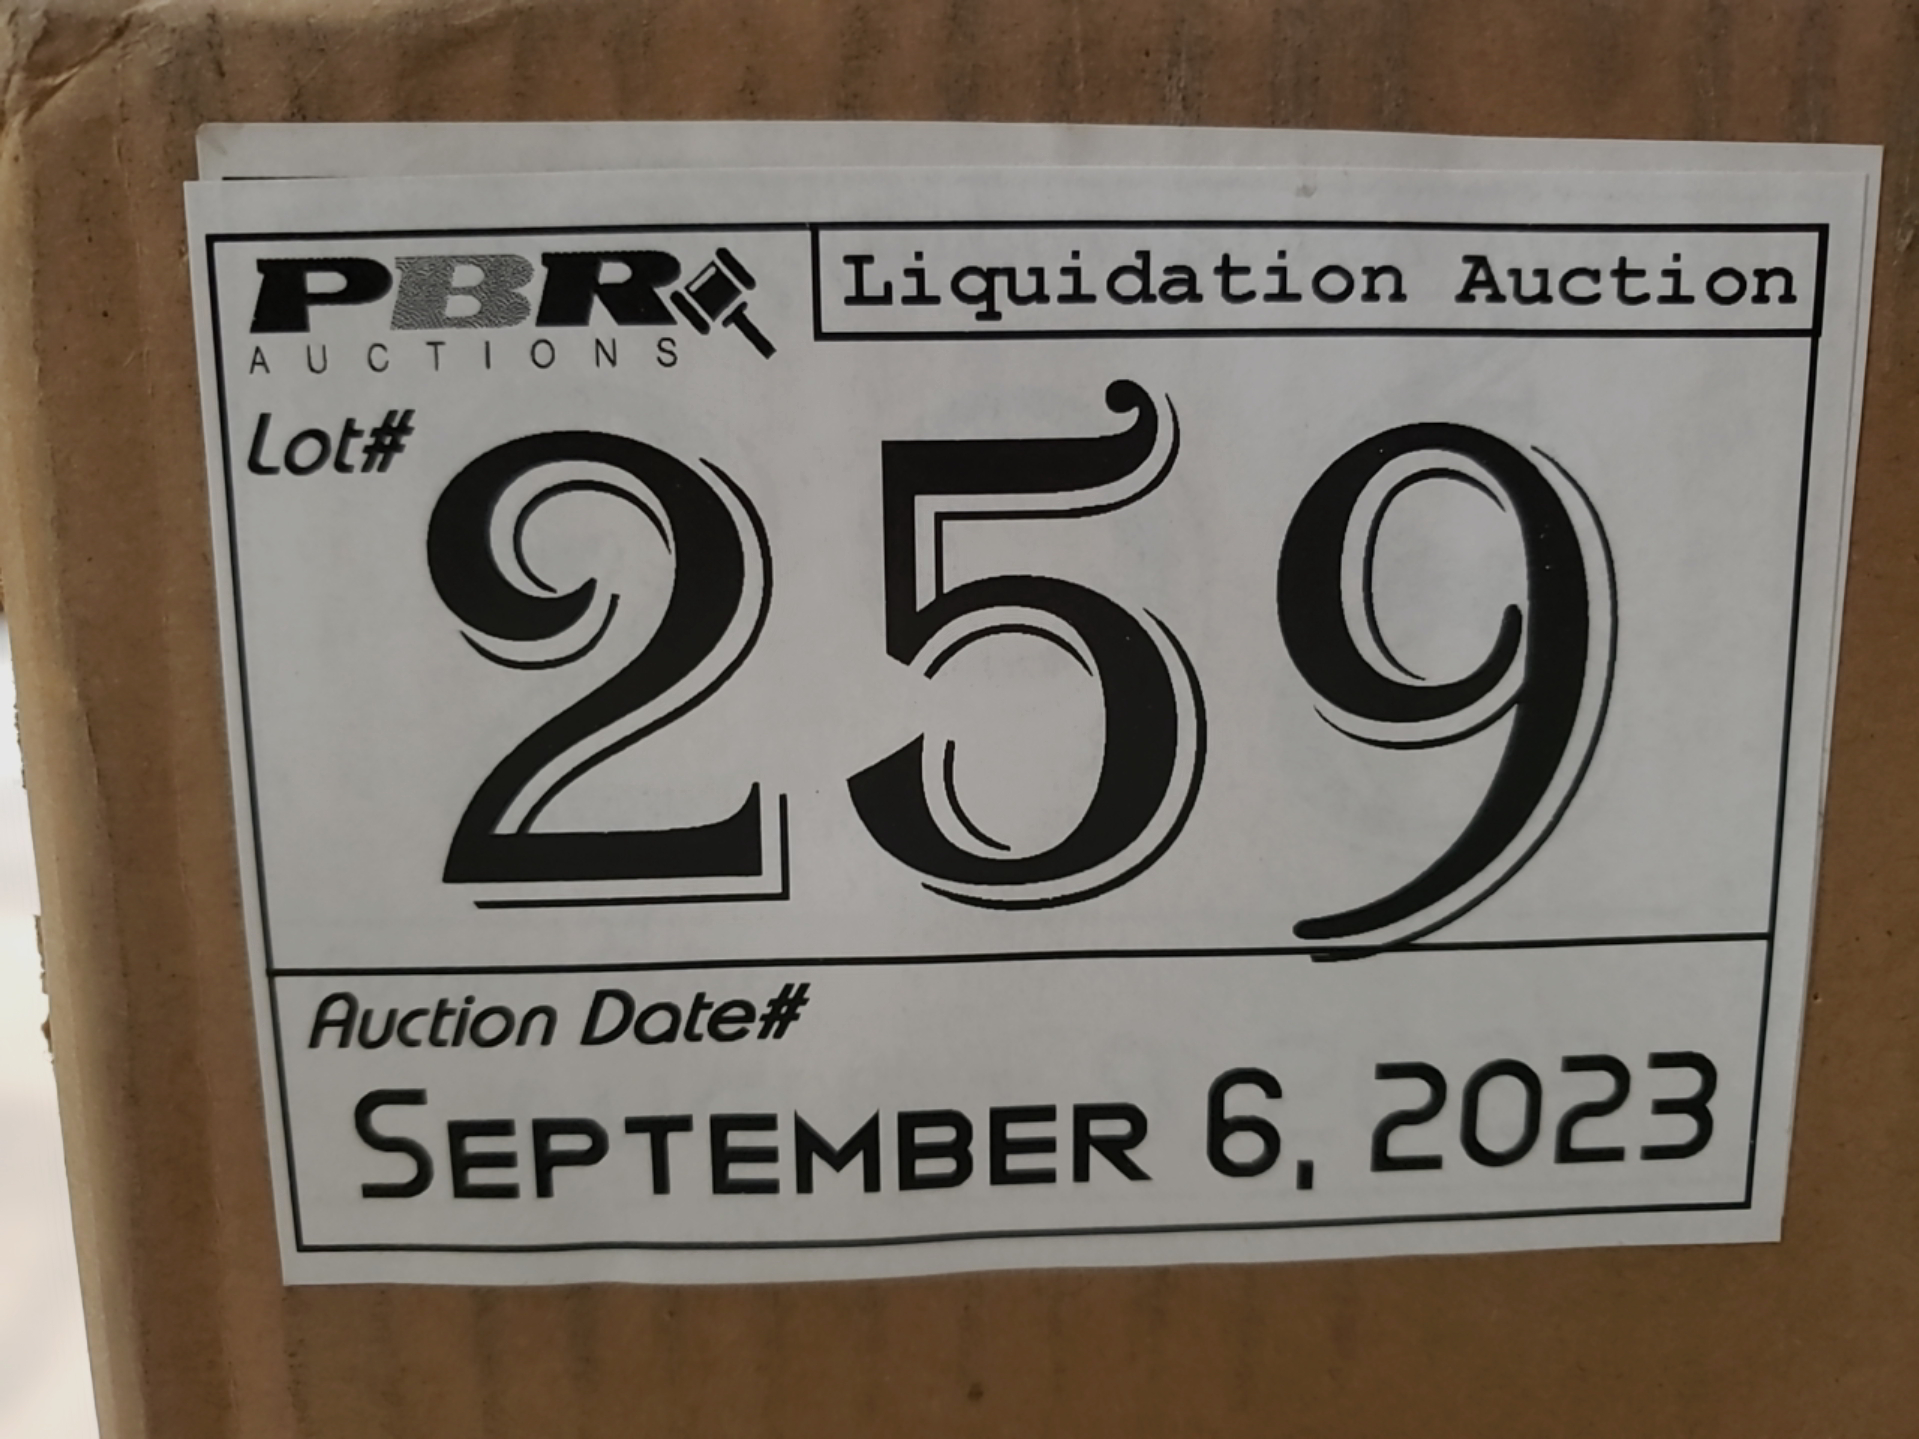 PBR
AUCTIONS
Liquidation Auction
Lot#
259
Auction Date#
SEPTEMBER 6, 2023